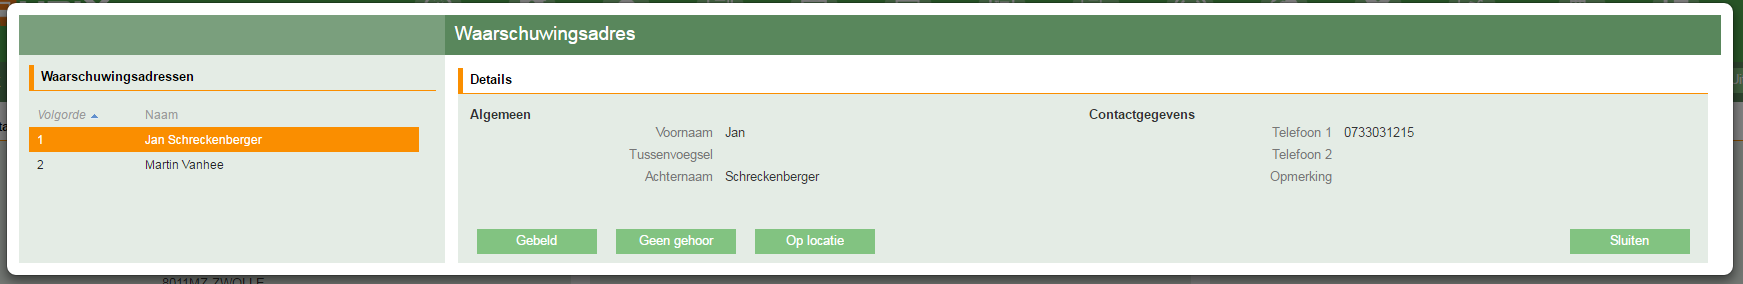 Waarschuwingsadres
Waarschuwingsadressen
Volgorde Naam
1 Jan Schreckenberger
2 Martin Vanhee
Details
Algemeen
Voornaam Jan
Tussenvoegsel
Achternaam Schreckenberger
Contactgegevens
Telefoon 1 0733031215
Telefoon 2
Opmerking
Gebeld Geen gehoor Op locatie Sluiten
8011MZ ZWOLLE